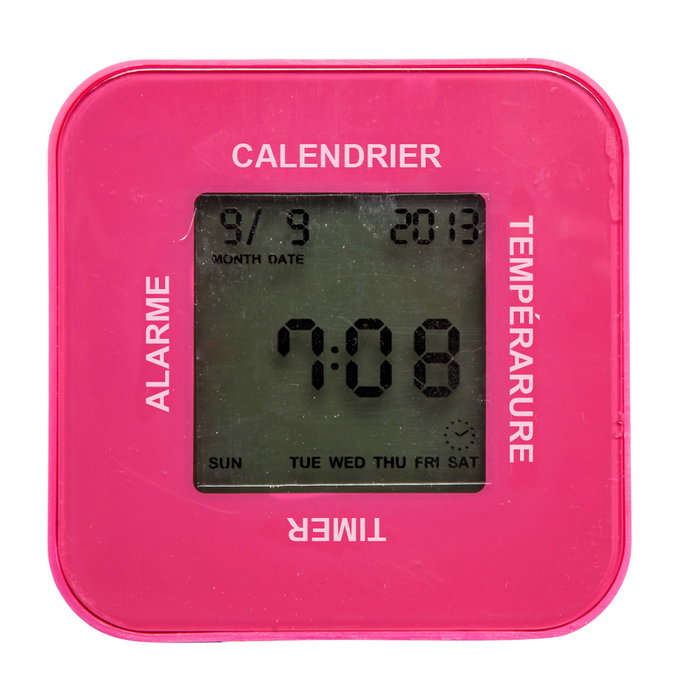 CALENDRIER
9/ 9 2013
MONTH DATE
ALARME
TEMPÉRARURE
7:08
SUN TUE WED THU FRI SAT
TIMER